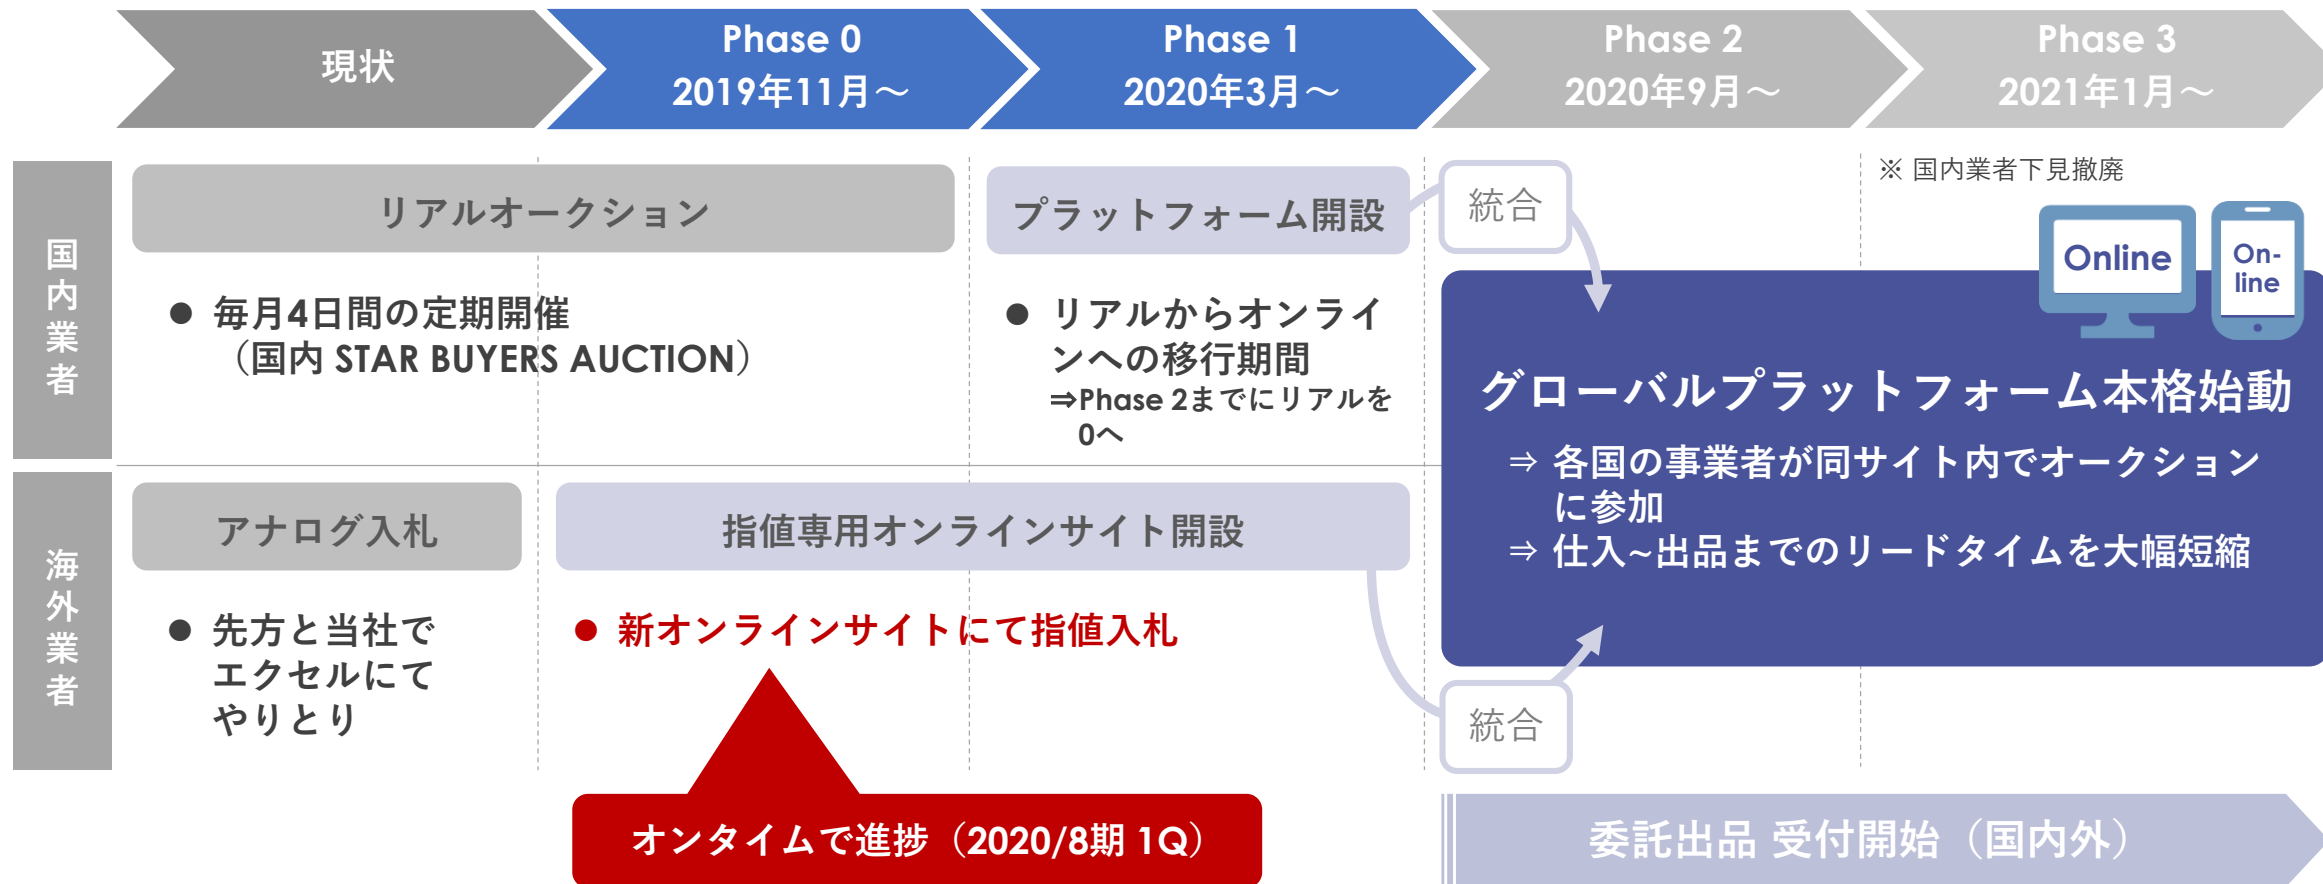 現状
Phase 0
2019年11月～
Phase 1
2020年3月～
Phase 2
2020年9月～
Phase 3
2021年1月～
国内業者
リアルオークション
● 毎月4日間の定期開催
（国内 STAR BUYERS AUCTION）
プラットフォーム開設
● リアルからオンライ
ンへの移行期間
⇒Phase 2までにリアルを
0へ
統合
※ 国内業者下見撤廃
Online
On-
line
グローバルプラットフォーム本格始動
⇒ 各国の事業者が同サイト内でオークション
に参加
⇒ 仕入~出品までのリードタイムを大幅短縮
海外業者
アナログ入札
● 先方と当社で
エクセルにて
やりとり
指値専用オンラインサイト開設
● 新オンラインサイトにて指値入札
統合
オンタイムで進捗（2020/8期 1Q）
委託出品 受付開始（国内外）